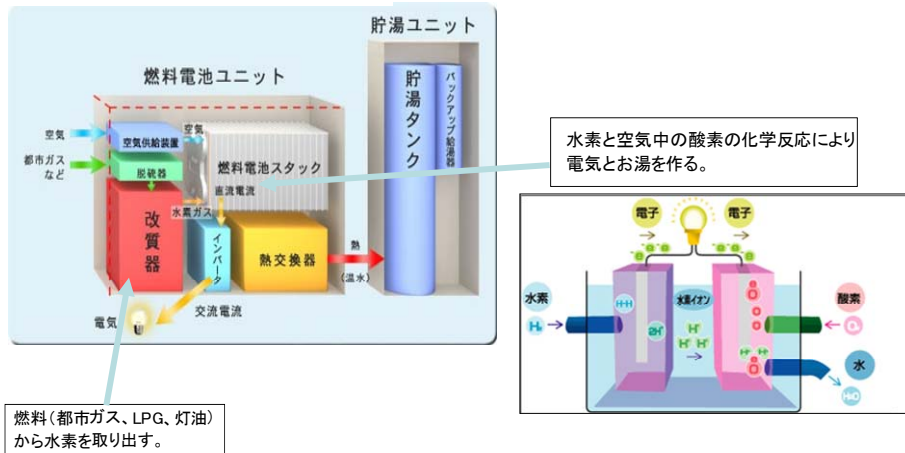 貯湯ユニット
燃料電池ユニット
空気
空気供給装置
空気
都市ガス
など
脱硫器
燃料電池スタック
直流電流
水素ガス
改質器
インバータ
熱交換器
熱
(温水)
貯湯タンク
バックアップ給湯器
電気
交流電流
水素と空気中の酸素の化学反応により
電気とお湯を作る。
燃料(都市ガス、LPG、灯油)
から水素を取り出す。
電子
電子
水素
H₂
H-H
2H⁺
水素イオン
H⁺ H⁺
H⁺ H⁺
酸素
O₂
水
H₂O